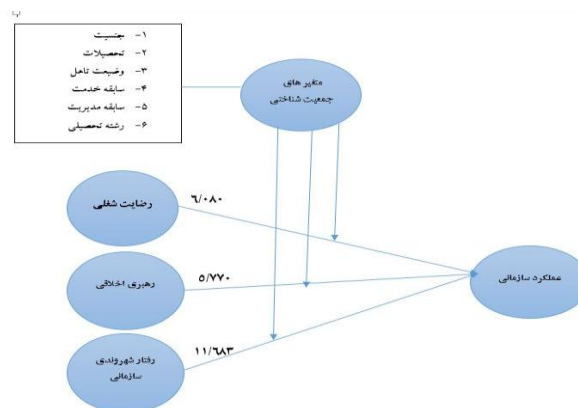 ۱- جنسیت
۲- تحصیلات
۳- وضعیت تاهل
۴- سابقه خدمت
۵- سابقه مدیریت
۶- رشته تحصیلی
متغیر های
جمعیت شناختی
رضایت شغلی
۶/۰۸۰
رهبری اخلاقی
۵/۷۷۰
عملکرد سازمانی
رفتار شهروندی
سازمانی
۱۱/۶۸۳